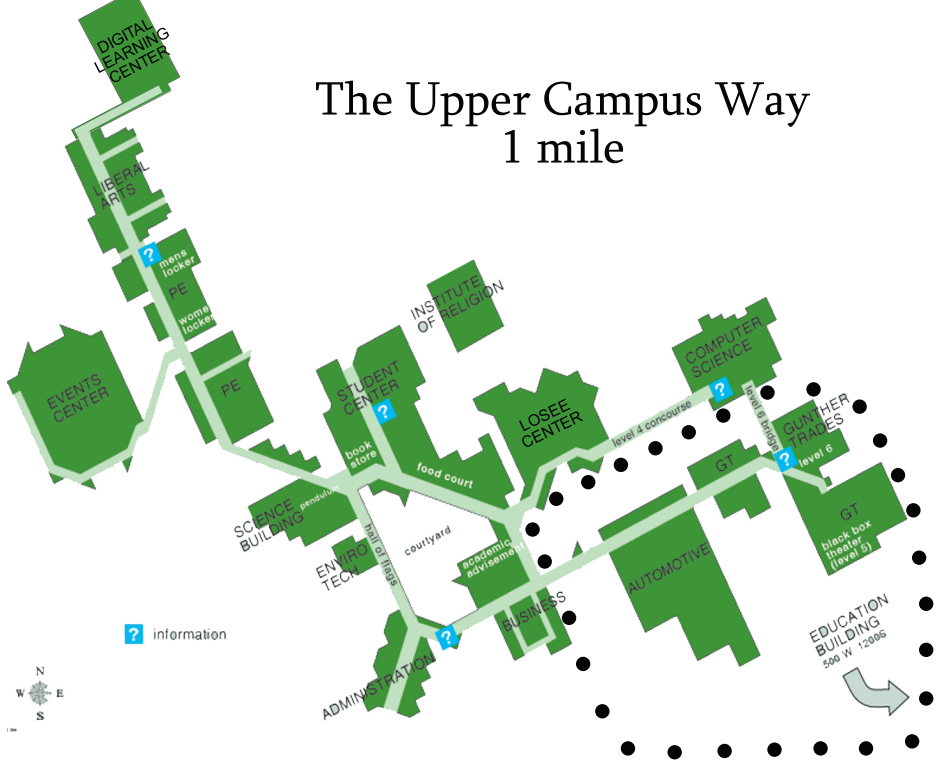 The Upper Campus Way
1 mile
DIGITAL
LEARNING
CENTER
LIBERAL
ARTS
?
mens
locker
PE
locker
PE
EVENTS
CENTER
INSTITUTE
OF RELIGION
STUDENT
CENTER
?
book
store
food court
LOSEE
CENTER
level 4 concourse
COMPUTER
SCIENCE
?
level 6 bridge
GUNTHER
TRADES
?
level 6
GT
GT
black box
theater
(level 5)
SCIENCE
BUILDING
pendulum
ENVIRO
TECH
hall of flags
courtyard
academic
advisement
BUSINESS
AUTOMOTIVE
?
ADMINISTRATION
EDUCATION
BUILDING
500 W 1200S
? information
N
W E
S